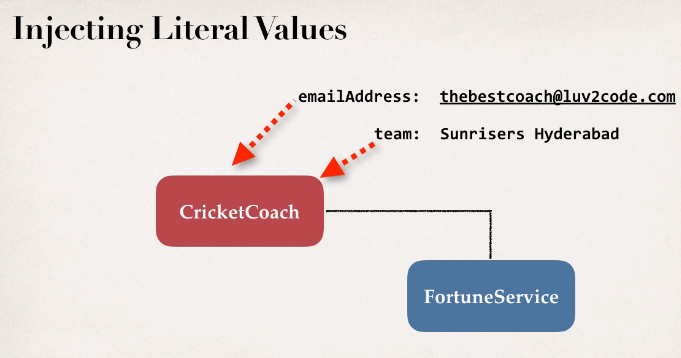 Injecting Literal Values
emailAddress: thebestcoach@luv2code.com
team: Sunrisers Hyderabad
CricketCoach
FortuneService